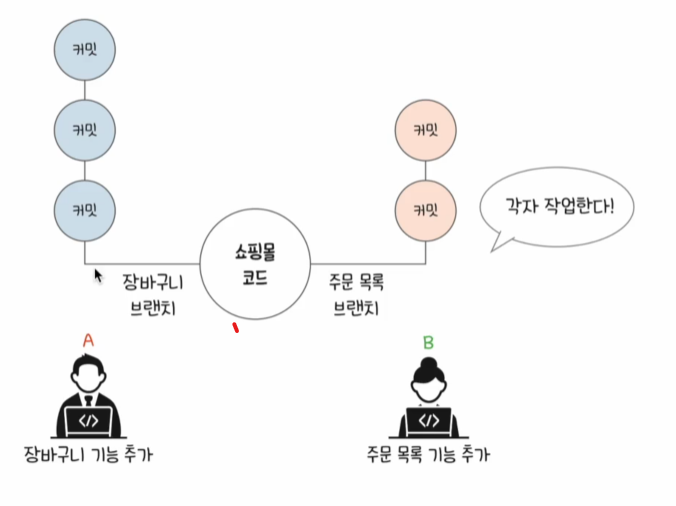 커밋
커밋
커밋
커밋
커밋
각자 작업한다!
쇼핑몰
코드
장바구니
브랜치
주문 목록
브랜치
A
B
</>
</>
장바구니 기능 추가
주문 목록 기능 추가